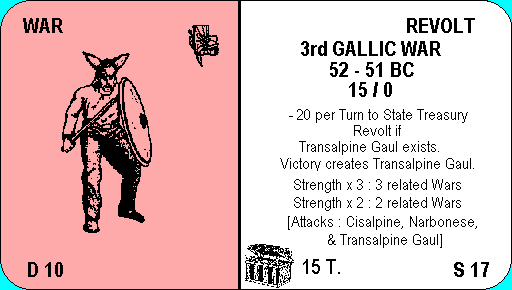 WAR
D 10
REVOLT
3rd GALLIC WAR
52 - 51 BC
15 / 0
- 20 per Turn to State Treasury
Revolt if
Transalpine Gaul exists.
Victory creates Transalpine Gaul.
Strength x 3 : 3 related Wars
Strength x 2 : 2 related Wars
[Attacks : Cisalpine, Narbonese,
& Transalpine Gaul]
15 T.
S 17